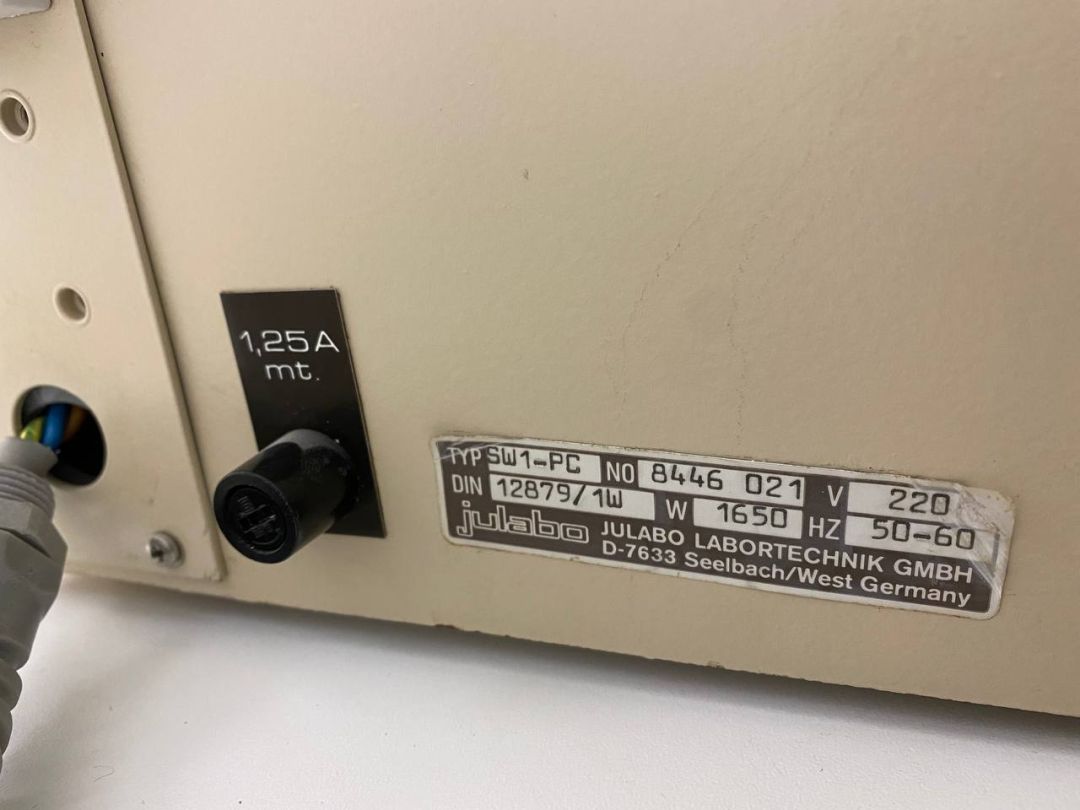 1,25A
mt.
TYP SW1-PC NO 8446 021 V 220
DIN 12879/1W W 1650 HZ 50-60
julabo JULABO LABORTECHNIK GMBH
D-7633 Seelbach/West Germany